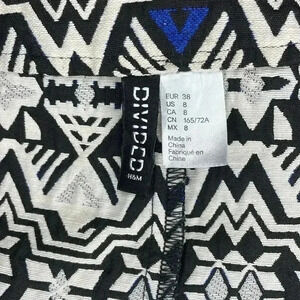 DIVIDED
H&M
EUR 38
US 8
CA 8
CN 165/72A
MX 8
Made in
China
Fabriqué en
Chine